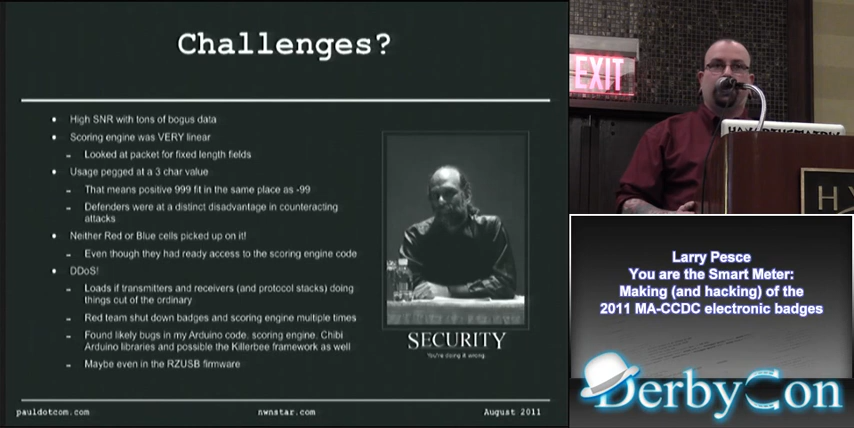 Challenges?
• High SNR with tons of bogus data
• Scoring engine was VERY linear
– Looked at packet for fixed length fields
• Usage pegged at a 3 char value
– That means positive 999 fit in the same place as -99
– Defenders were at a distinct disadvantage in counteracting
attacks
• Neither Red or Blue cells picked up on it!
– Even though they had ready access to the scoring engine code
• DDoS!
– Loads if transmitters and receivers (and protocol stacks) doing
things out of the ordinary
– Red team shut down badges and scoring engine multiple times
– Found likely bugs in my Arduino code. scoring engine. Chibi
Arduino libraries and possible the Killerbee framework as well
– Maybe even in the RZUSB firmware
SECURITY
You're doing it wrong.
pauldotcom.com
nwnstar.com
August 2011
EXIT
Larry Pesce
You are the Smart Meter:
Making (and hacking) of the
2011 MA-CCDC electronic badges
DerbyCon